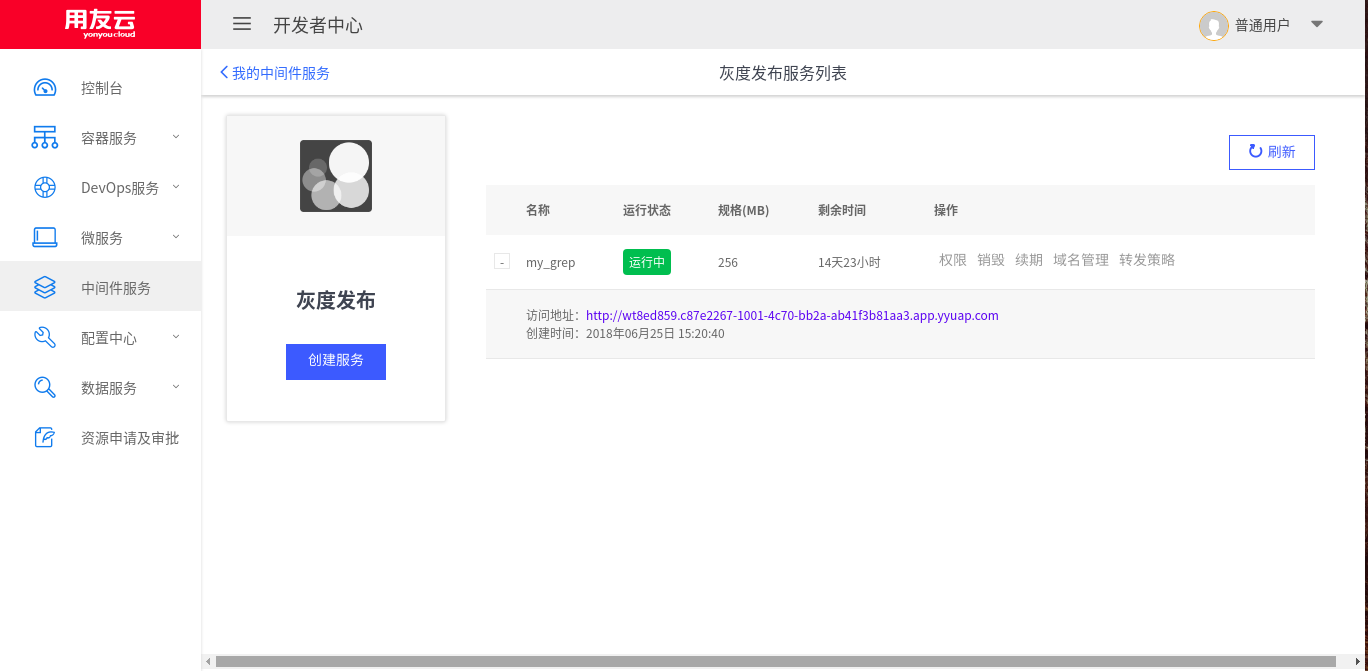 用友云
yonyoucloud
开发者中心
普通用户
控制台
容器服务
DevOps服务
微服务
中间件服务
配置中心
数据服务
资源申请及审批
我的中间件服务
灰度发布服务列表
灰度发布
创建服务
刷新
名称 运行状态 规格(MB) 剩余时间 操作
- my_grep 运行中 256 14天23小时 权限 销毁 续期 域名管理 转发策略
访问地址：http://wt8ed859.c87e2267-1001-4c70-bb2a-ab41f3b81aa3.app.yyuap.com
创建时间：2018年06月25日 15:20:40